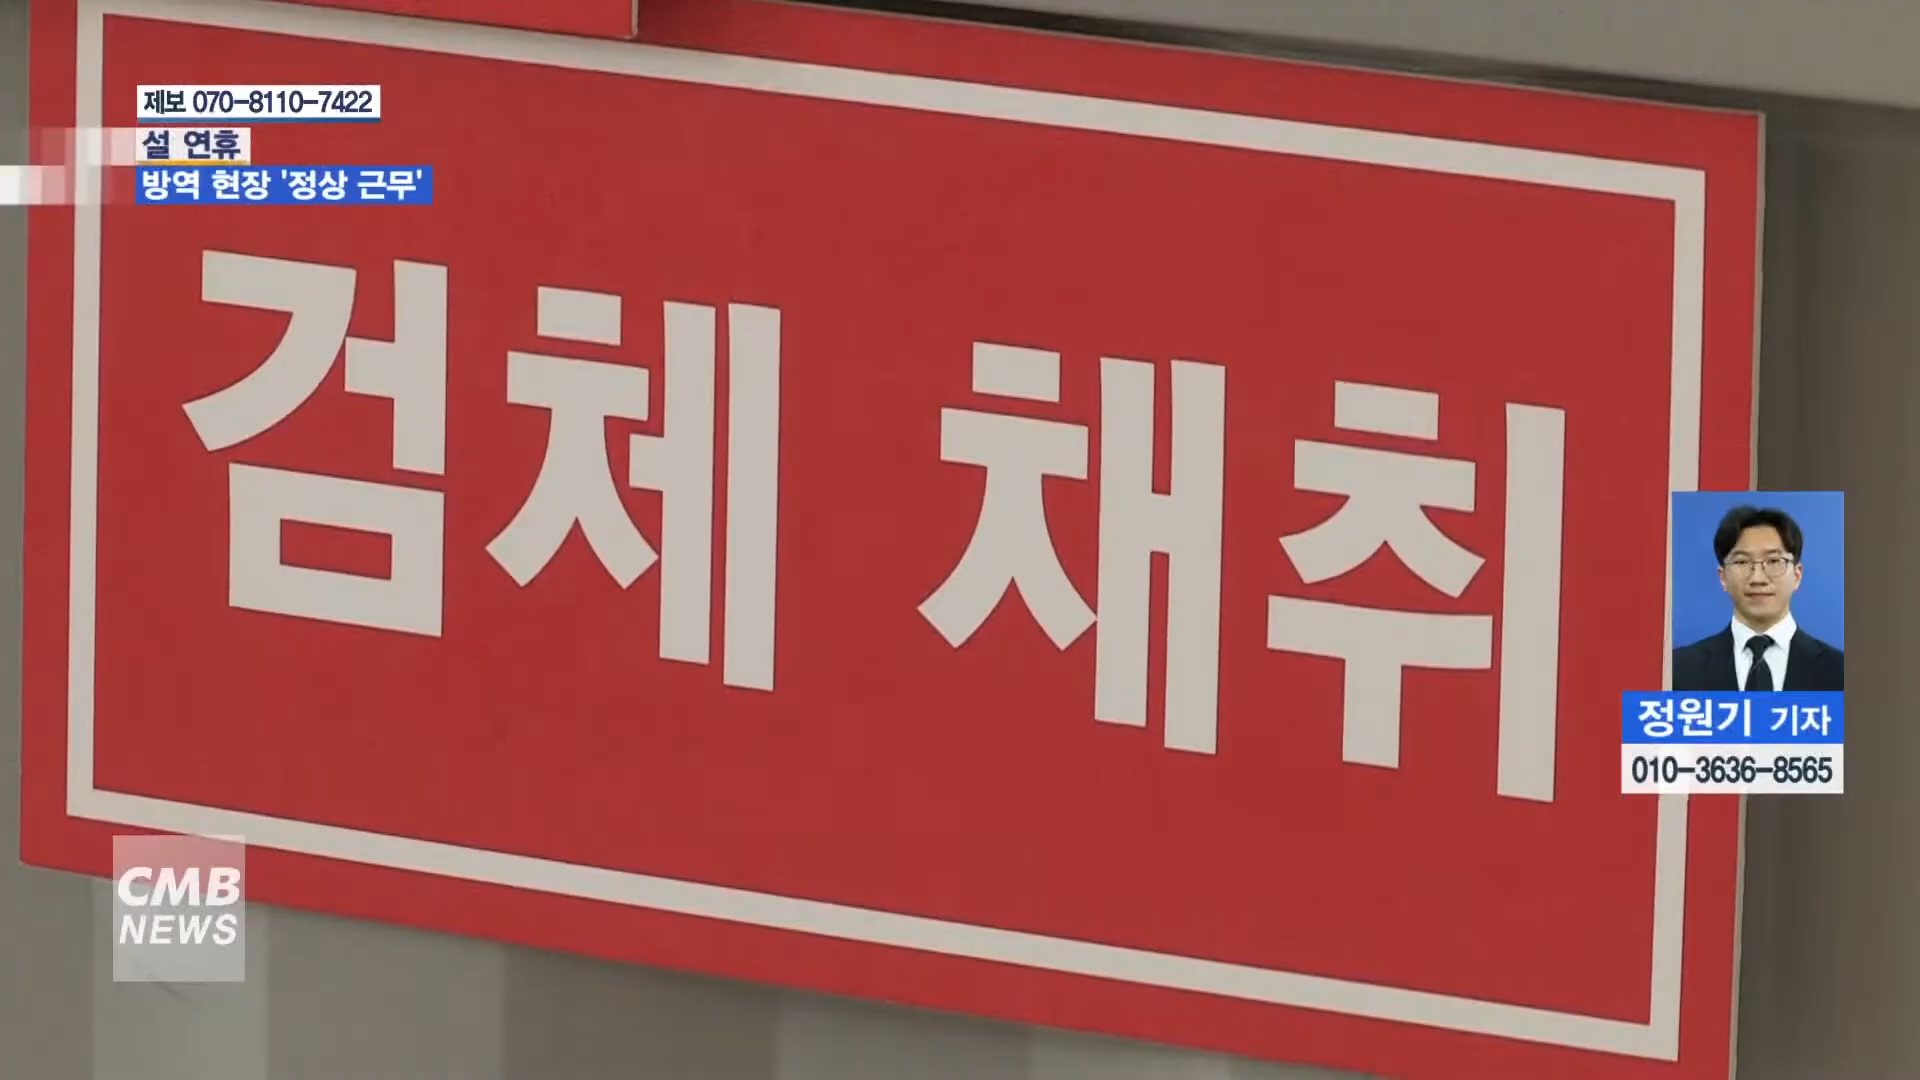 제보 070-8110-7422
설 연휴
방역 현장 '정상 근무'
검체 채취
정원기 기자
010-3636-8565
CMB
NEWS